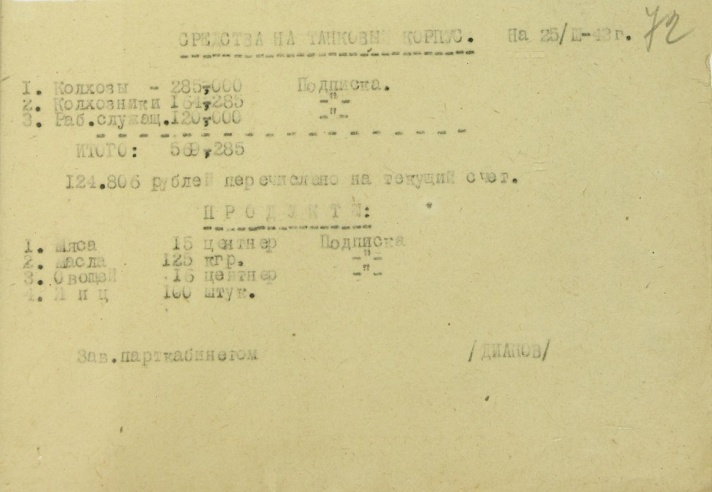 72
СРЕДСТВА НА ТАНКОВЫЙ КОРПУС. На 25/III-43 г.
1. Колхозы - 285,000 Подписка.
2. Колхозники 164,285 -"-
3. Раб.служащ.120,000 -"-
ИТОГО: 569,285
124.806 рублей перечислено на текущий счет.
ПРОДУКТЫ:
1. Мяса 15 центнер Подписка
2. Масла 125 кгр. -"-
3. Овощей 16 центнер -"-
4. Я и ц 100 штук.
Зав.парткабинетом /ДИАНОВ/